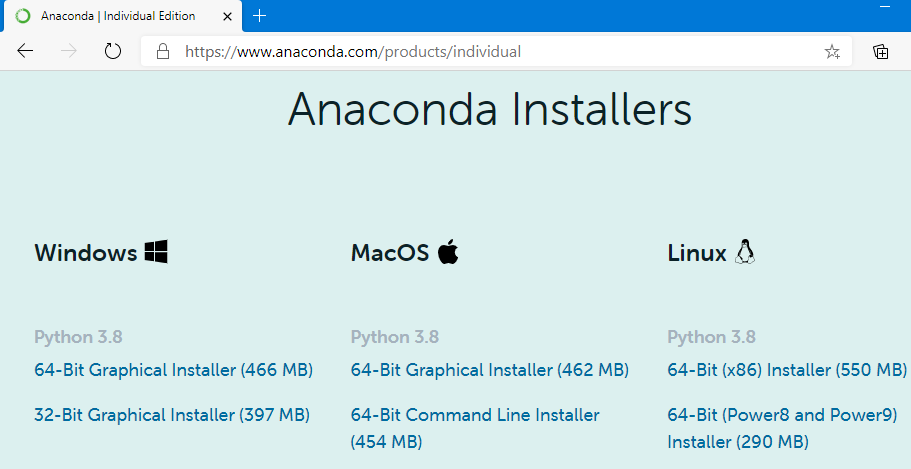 Anaconda | Individual Edition
https://www.anaconda.com/products/individual
Anaconda Installers
Windows
MacOS
Linux
Python 3.8
Python 3.8
Python 3.8
64-Bit Graphical Installer (466 MB)
64-Bit Graphical Installer (462 MB)
64-Bit (x86) Installer (550 MB)
32-Bit Graphical Installer (397 MB)
64-Bit Command Line Installer
(454 MB)
64-Bit (Power8 and Power9)
Installer (290 MB)